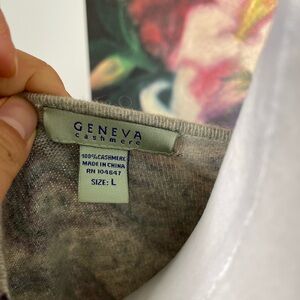 GENEVA
cashmere
100% CASHMERE
MADE IN CHINA
RN 104647
SIZE: L